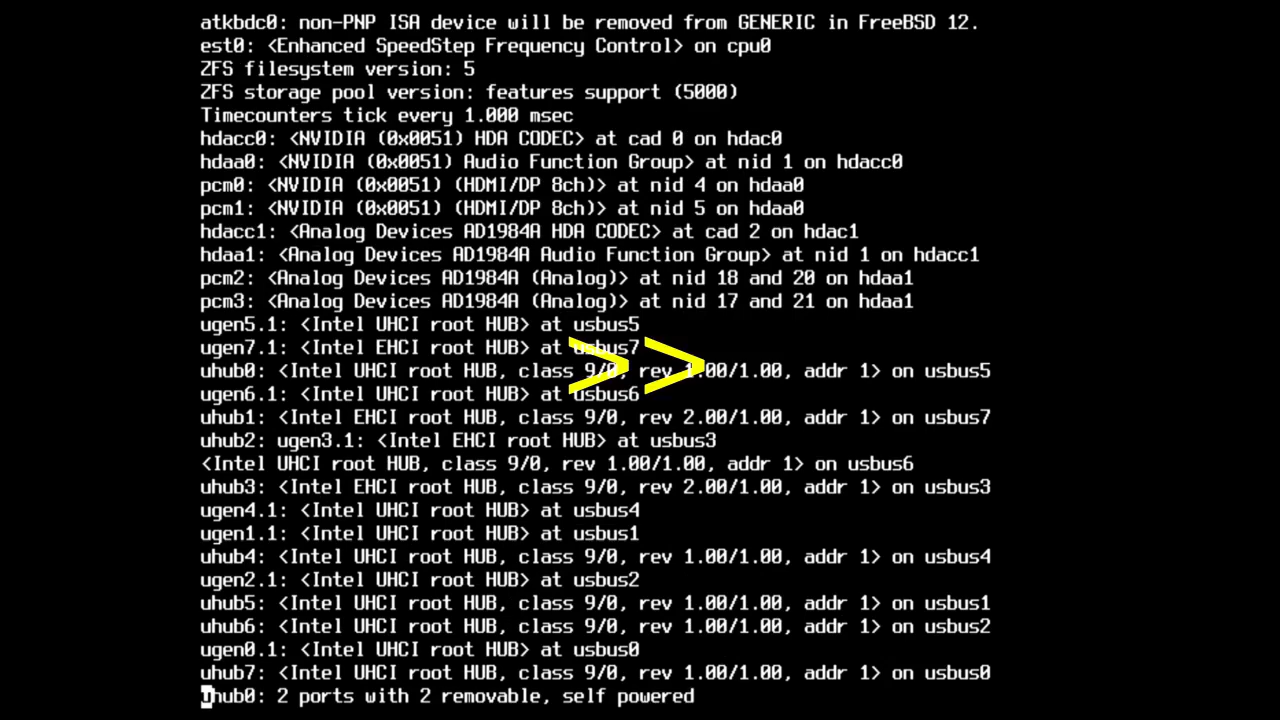 atkbdc0: non-PNP ISA device will be removed from GENERIC in FreeBSD 12.
est0: <Enhanced SpeedStep Frequency Control> on cpu0
ZFS filesystem version: 5
ZFS storage pool version: features support (5000)
Timecounters tick every 1.000 msec
hdacc0: <NVIDIA (0x0051) HDA CODEC> at cad 0 on hdac0
hdaa0: <NVIDIA (0x0051) Audio Function Group> at nid 1 on hdacc0
pcm0: <NVIDIA (0x0051) (HDMI/DP 8ch)> at nid 4 on hdaa0
pcm1: <NVIDIA (0x0051) (HDMI/DP 8ch)> at nid 5 on hdaa0
hdacc1: <Analog Devices AD1984A HDA CODEC> at cad 2 on hdac1
hdaa1: <Analog Devices AD1984A Audio Function Group> at nid 1 on hdacc1
pcm2: <Analog Devices AD1984A (Analog)> at nid 18 and 20 on hdaa1
pcm3: <Analog Devices AD1984A (Analog)> at nid 17 and 21 on hdaa1
ugen5.1: <Intel UHCI root HUB> at usbus5
ugen7.1: <Intel EHCI root HUB> at usbus7
uhub0: <Intel UHCI root HUB, class 9/0, rev 1.00/1.00, addr 1> on usbus5
>>
ugen6.1: <Intel UHCI root HUB> at usbus6
uhub1: <Intel EHCI root HUB, class 9/0, rev 2.00/1.00, addr 1> on usbus7
uhub2: ugen3.1: <Intel EHCI root HUB> at usbus3
<Intel UHCI root HUB, class 9/0, rev 1.00/1.00, addr 1> on usbus6
uhub3: <Intel EHCI root HUB, class 9/0, rev 2.00/1.00, addr 1> on usbus3
ugen4.1: <Intel UHCI root HUB> at usbus4
ugen1.1: <Intel UHCI root HUB> at usbus1
uhub4: <Intel UHCI root HUB, class 9/0, rev 1.00/1.00, addr 1> on usbus4
ugen2.1: <Intel UHCI root HUB> at usbus2
uhub5: <Intel UHCI root HUB, class 9/0, rev 1.00/1.00, addr 1> on usbus1
uhub6: <Intel UHCI root HUB, class 9/0, rev 1.00/1.00, addr 1> on usbus2
ugen0.1: <Intel UHCI root HUB> at usbus0
uhub7: <Intel UHCI root HUB, class 9/0, rev 1.00/1.00, addr 1> on usbus0
uhub0: 2 ports with 2 removable, self powered